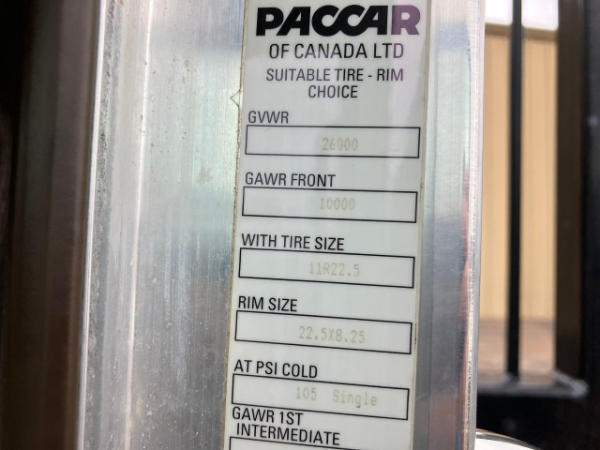 PACCAR
OF CANADA LTD
SUITABLE TIRE - RIM
CHOICE
GVWR
26000
GAWR FRONT
10000
WITH TIRE SIZE
11R22.5
RIM SIZE
22.5X8.25
AT PSI COLD
105 Single
GAWR 1ST
INTERMEDIATE